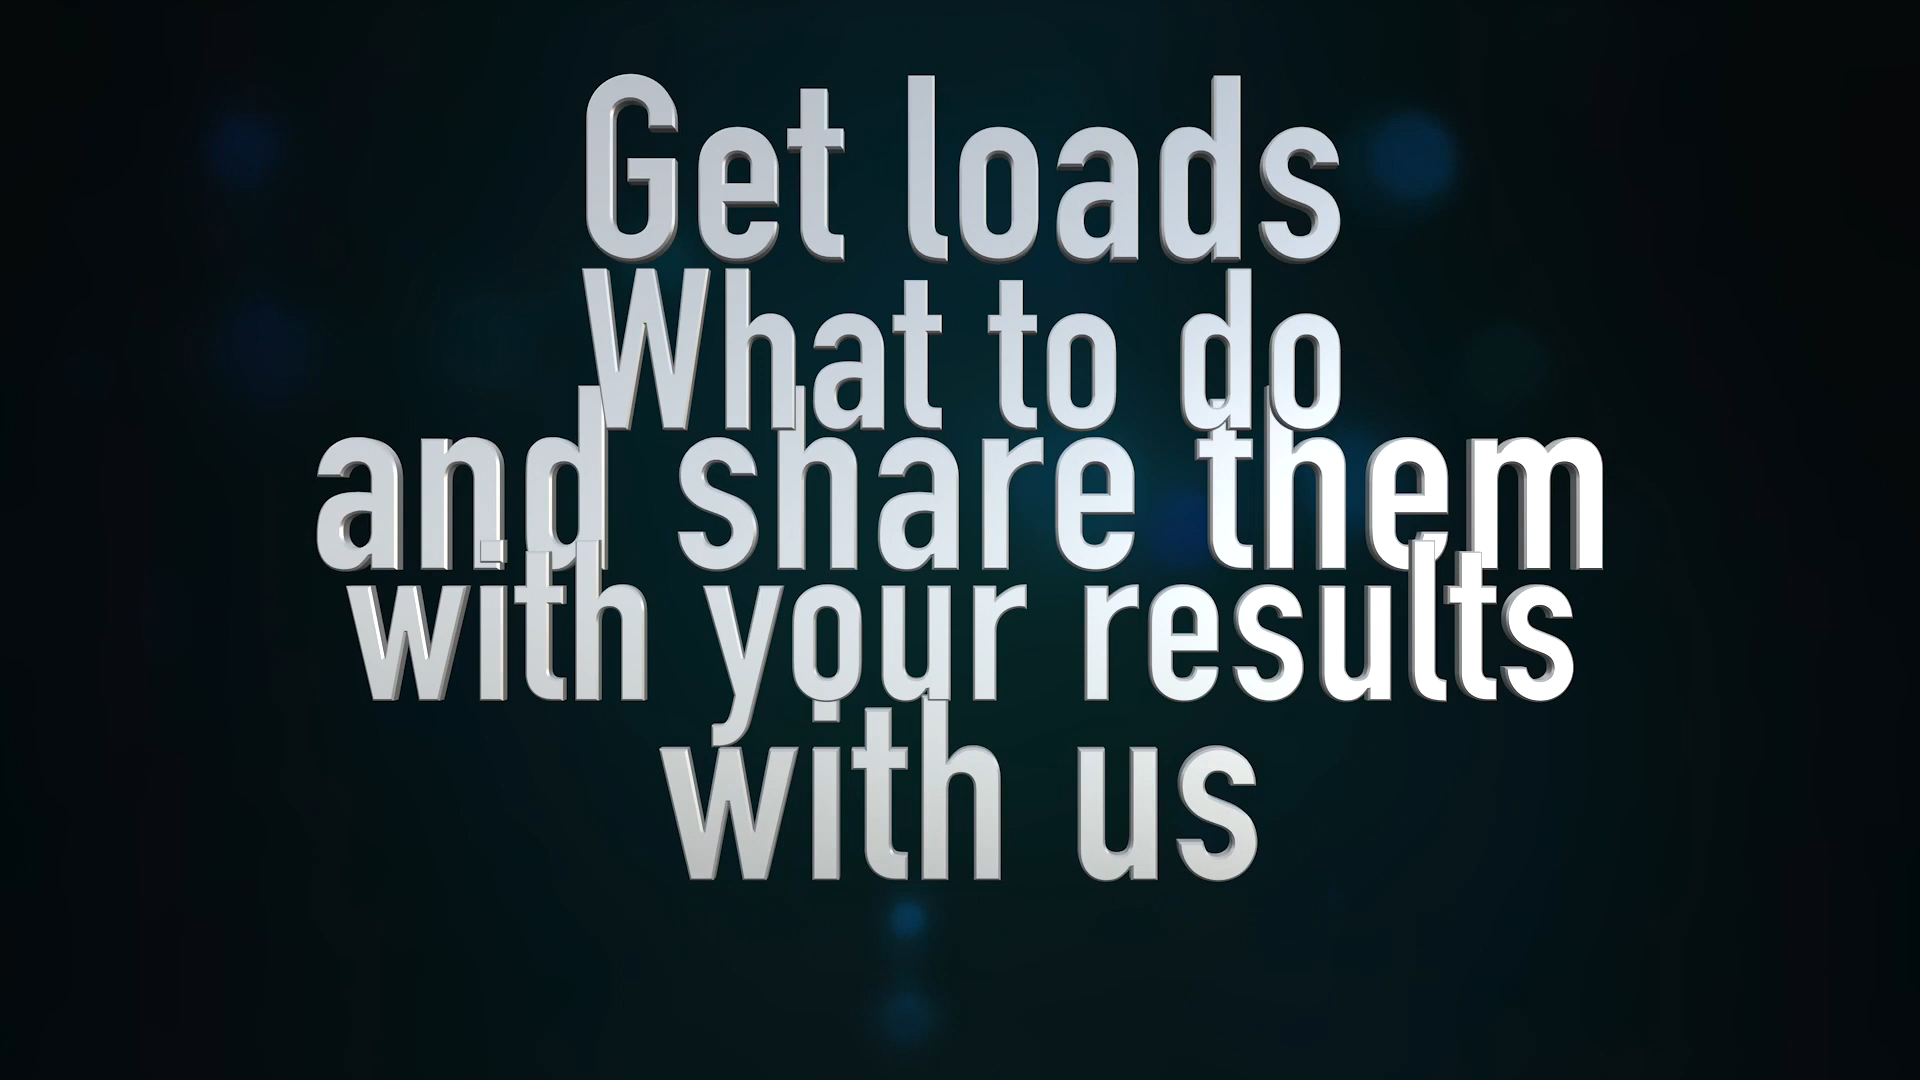 Get loads
What to do
and share them
with your results
with us